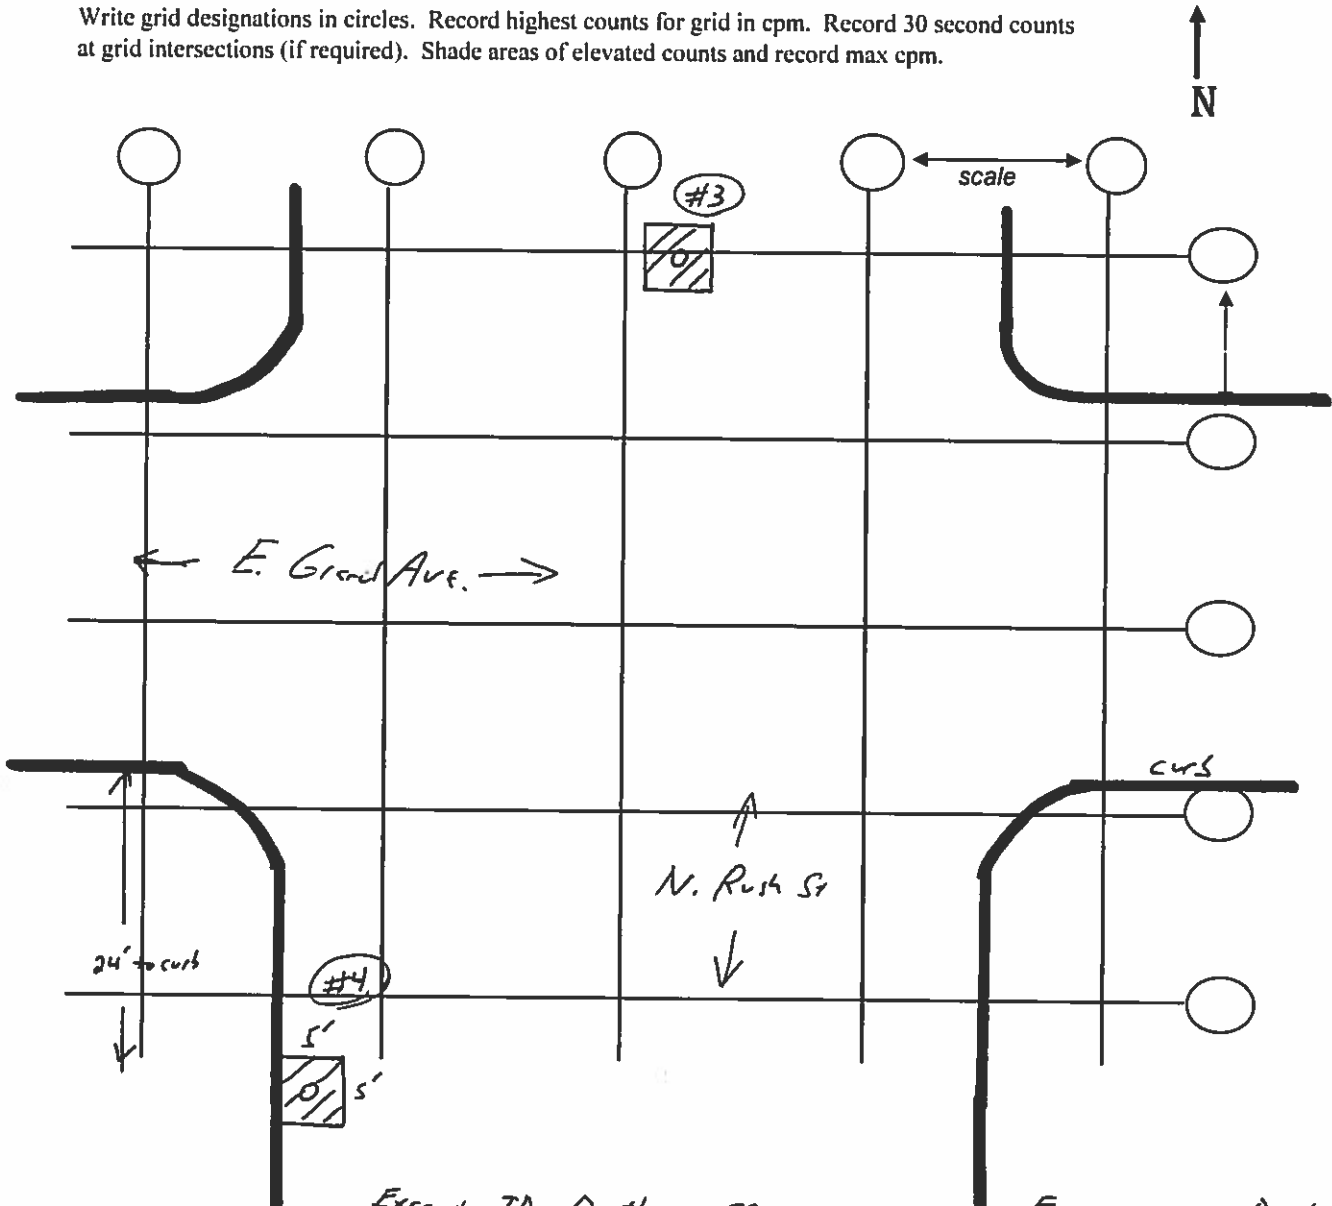 Write grid designations in circles. Record highest counts for grid in cpm. Record 30 second counts
at grid intersections (if required). Shade areas of elevated counts and record max cpm.
N
scale
#3
E. Grand Ave.
curb
N. Rush St
24' to curb
#4
5'
5'